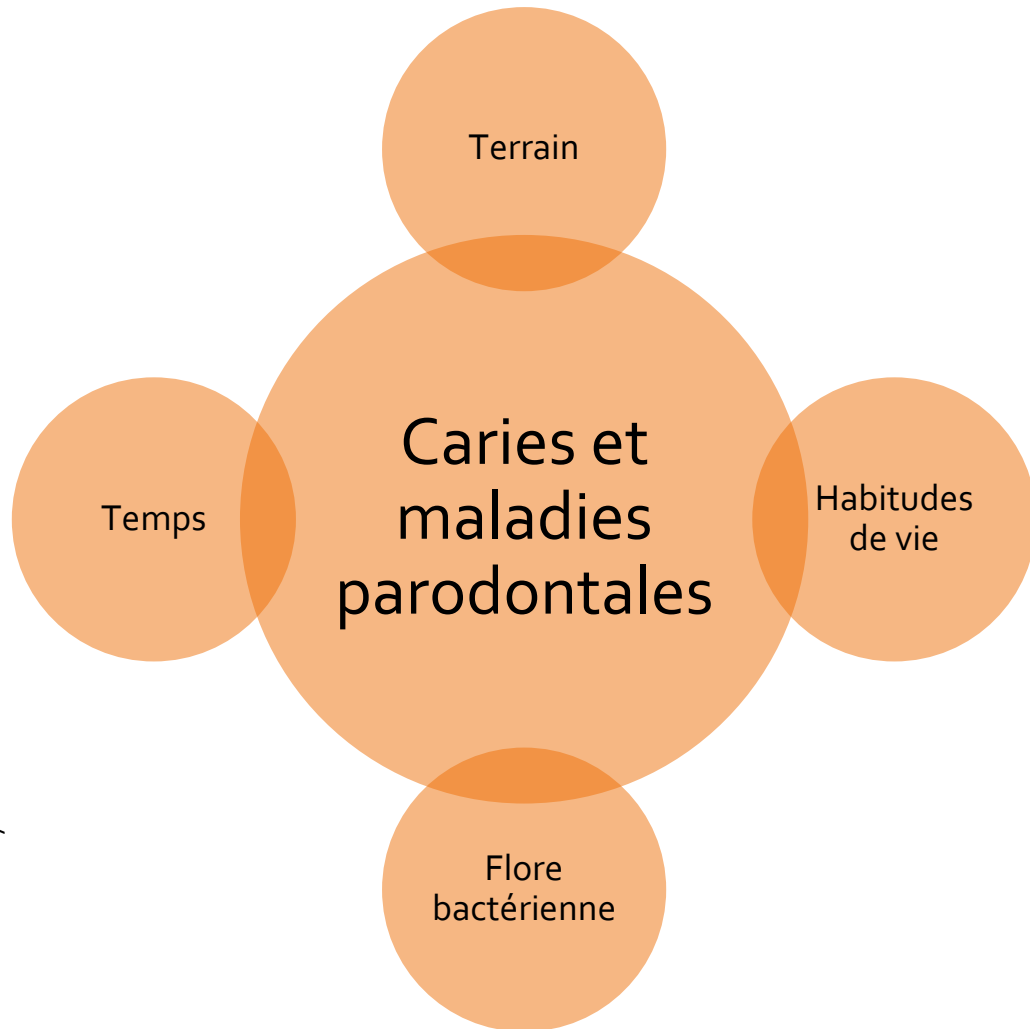 Terrain
Caries et
maladies
parodontales
Temps
Habitudes
de vie
Flore
bactérienne